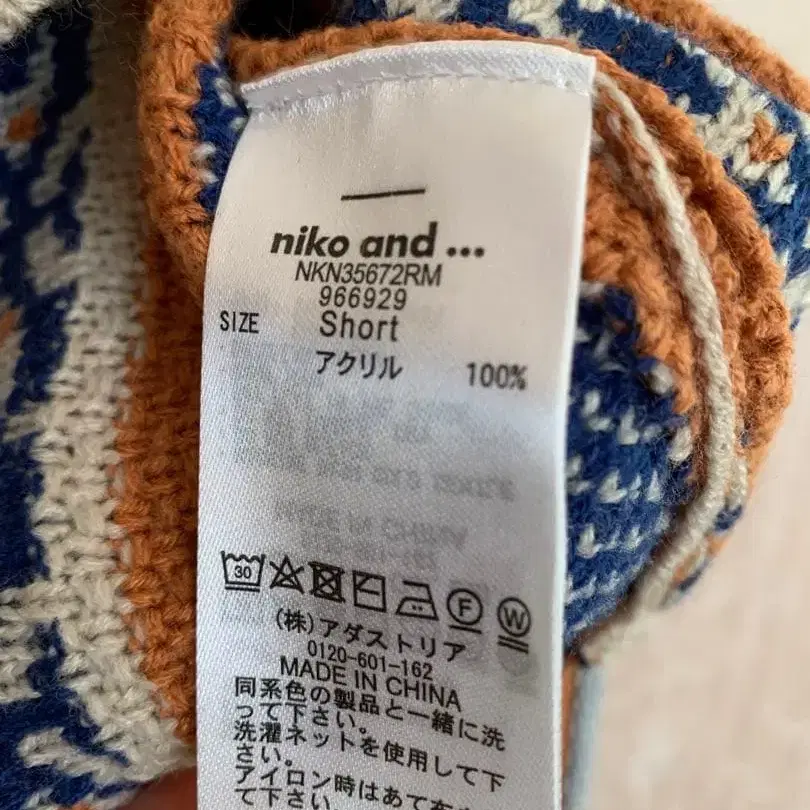 niko and ...
NKN35672RM
966929
SIZE Short
アクリル 100%
30
F
W
(株)アダストリア
0120-601-162
MADE IN CHINA
同系色の製品と一緒に洗
って下さい。
洗濯ネットを使用して下
さい。
アイロン時はあて布